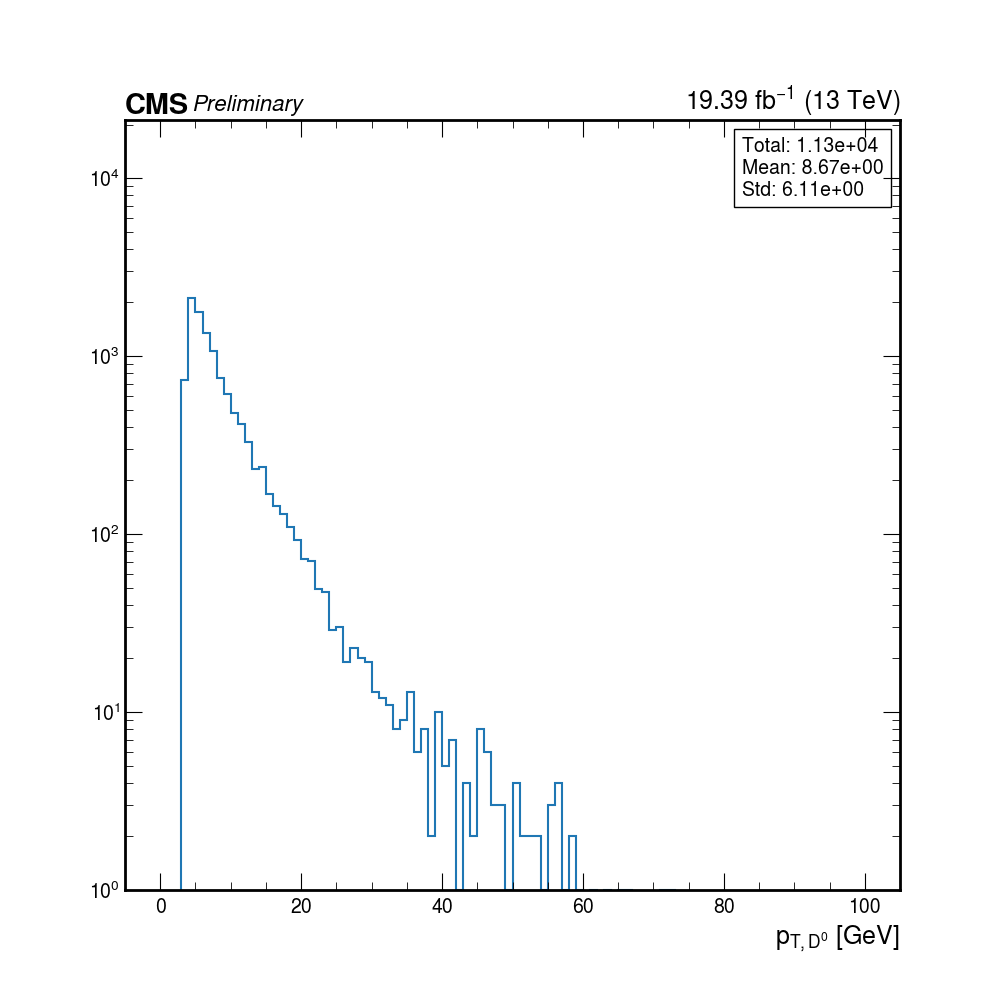 CMS Preliminary 19.39 fb⁻¹ (13 TeV)
Total: 1.13e+04
Mean: 8.67e+00
Std: 6.11e+00
10⁴
10³
10²
10¹
10⁰
0 20 40 60 80 100
p_{T, D⁰} [GeV]